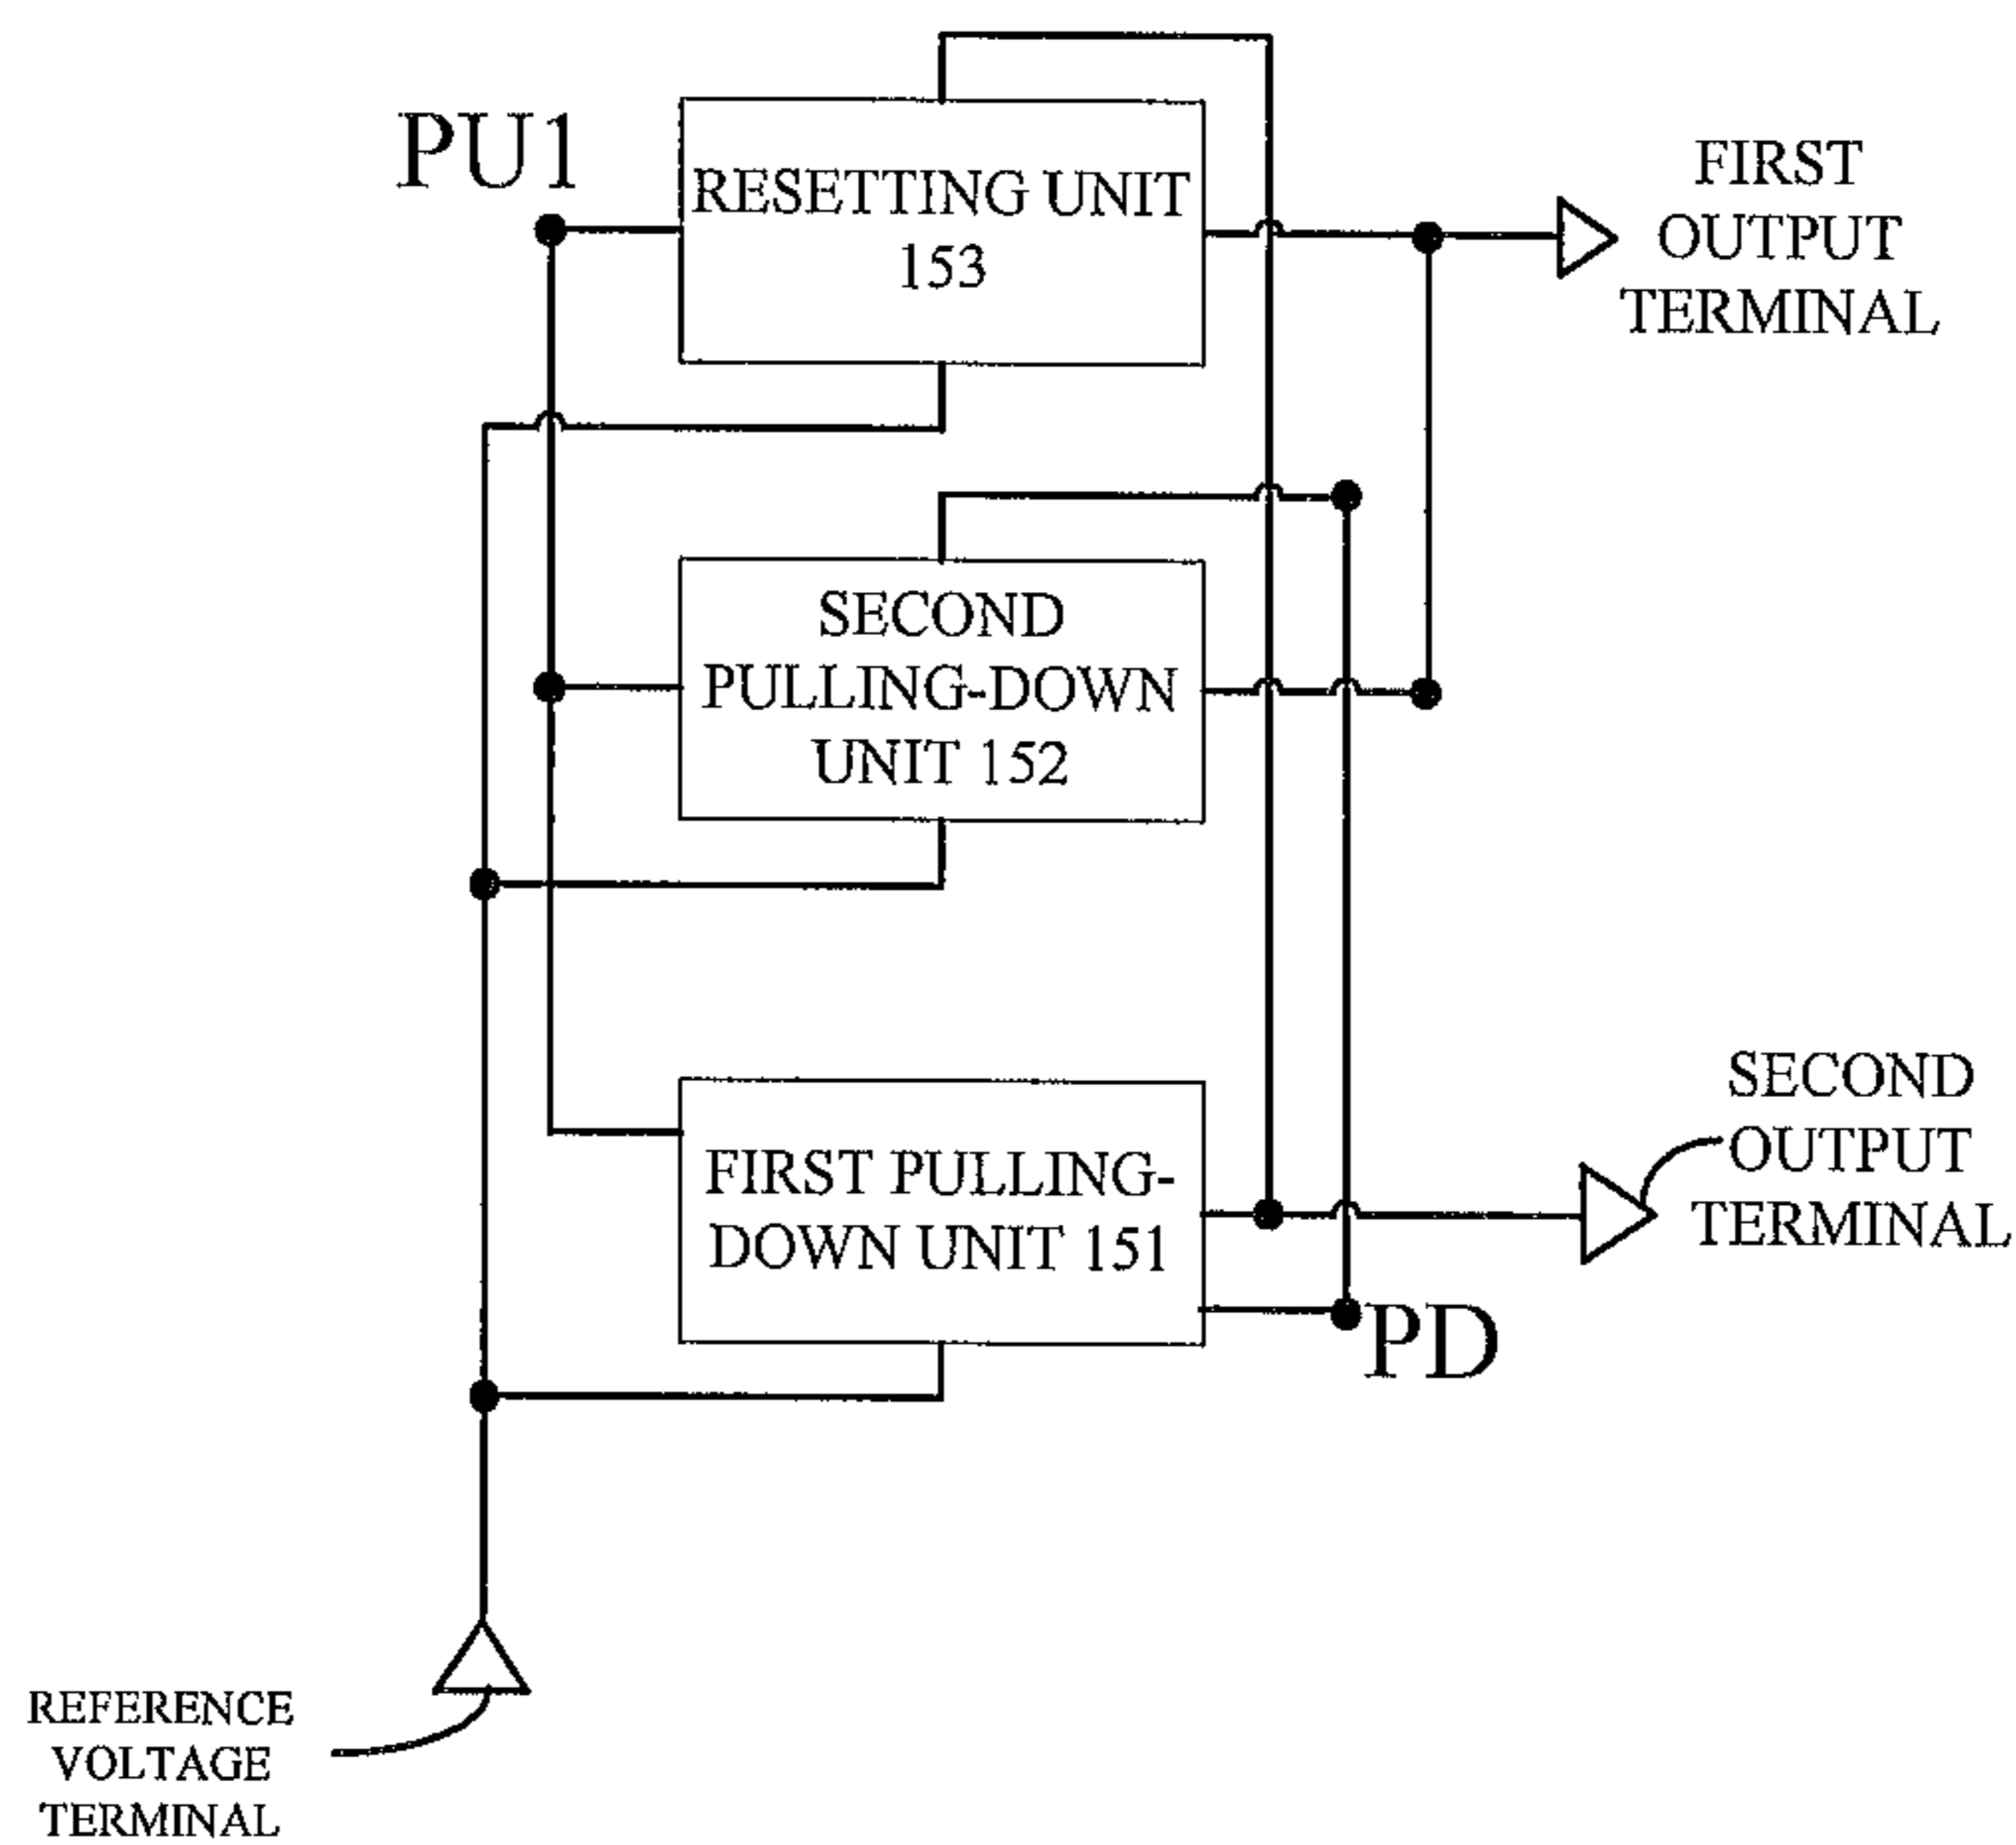 PU1
RESETTING UNIT
153
FIRST
OUTPUT
TERMINAL
SECOND
PULLING-DOWN
UNIT 152
FIRST PULLING-
DOWN UNIT 151
SECOND
OUTPUT
TERMINAL
PD
REFERENCE
VOLTAGE
TERMINAL